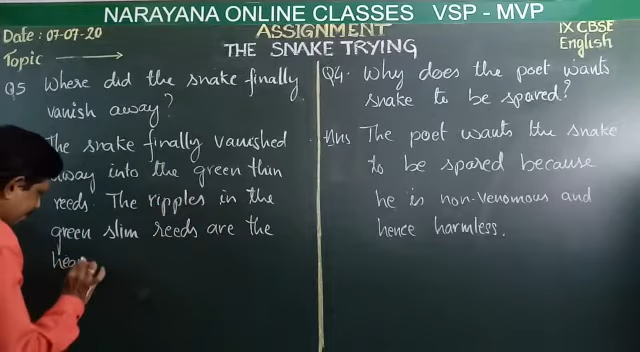 NARAYANA ONLINE CLASSES VSP - MVP
Date : 07-07-20
ASSIGNMENT
IX CBSE
English
Topic
THE SNAKE TRYING
Q5 Where did the snake finally
vanish away?
The snake finally vanished
away into the green thin
reeds. The ripples in the
green slim reeds are the
Q4. Why does the poet wants
snake to be spared?
Ans The poet wants the snake
to be spared because
he is non-venomous and
hence harmless.